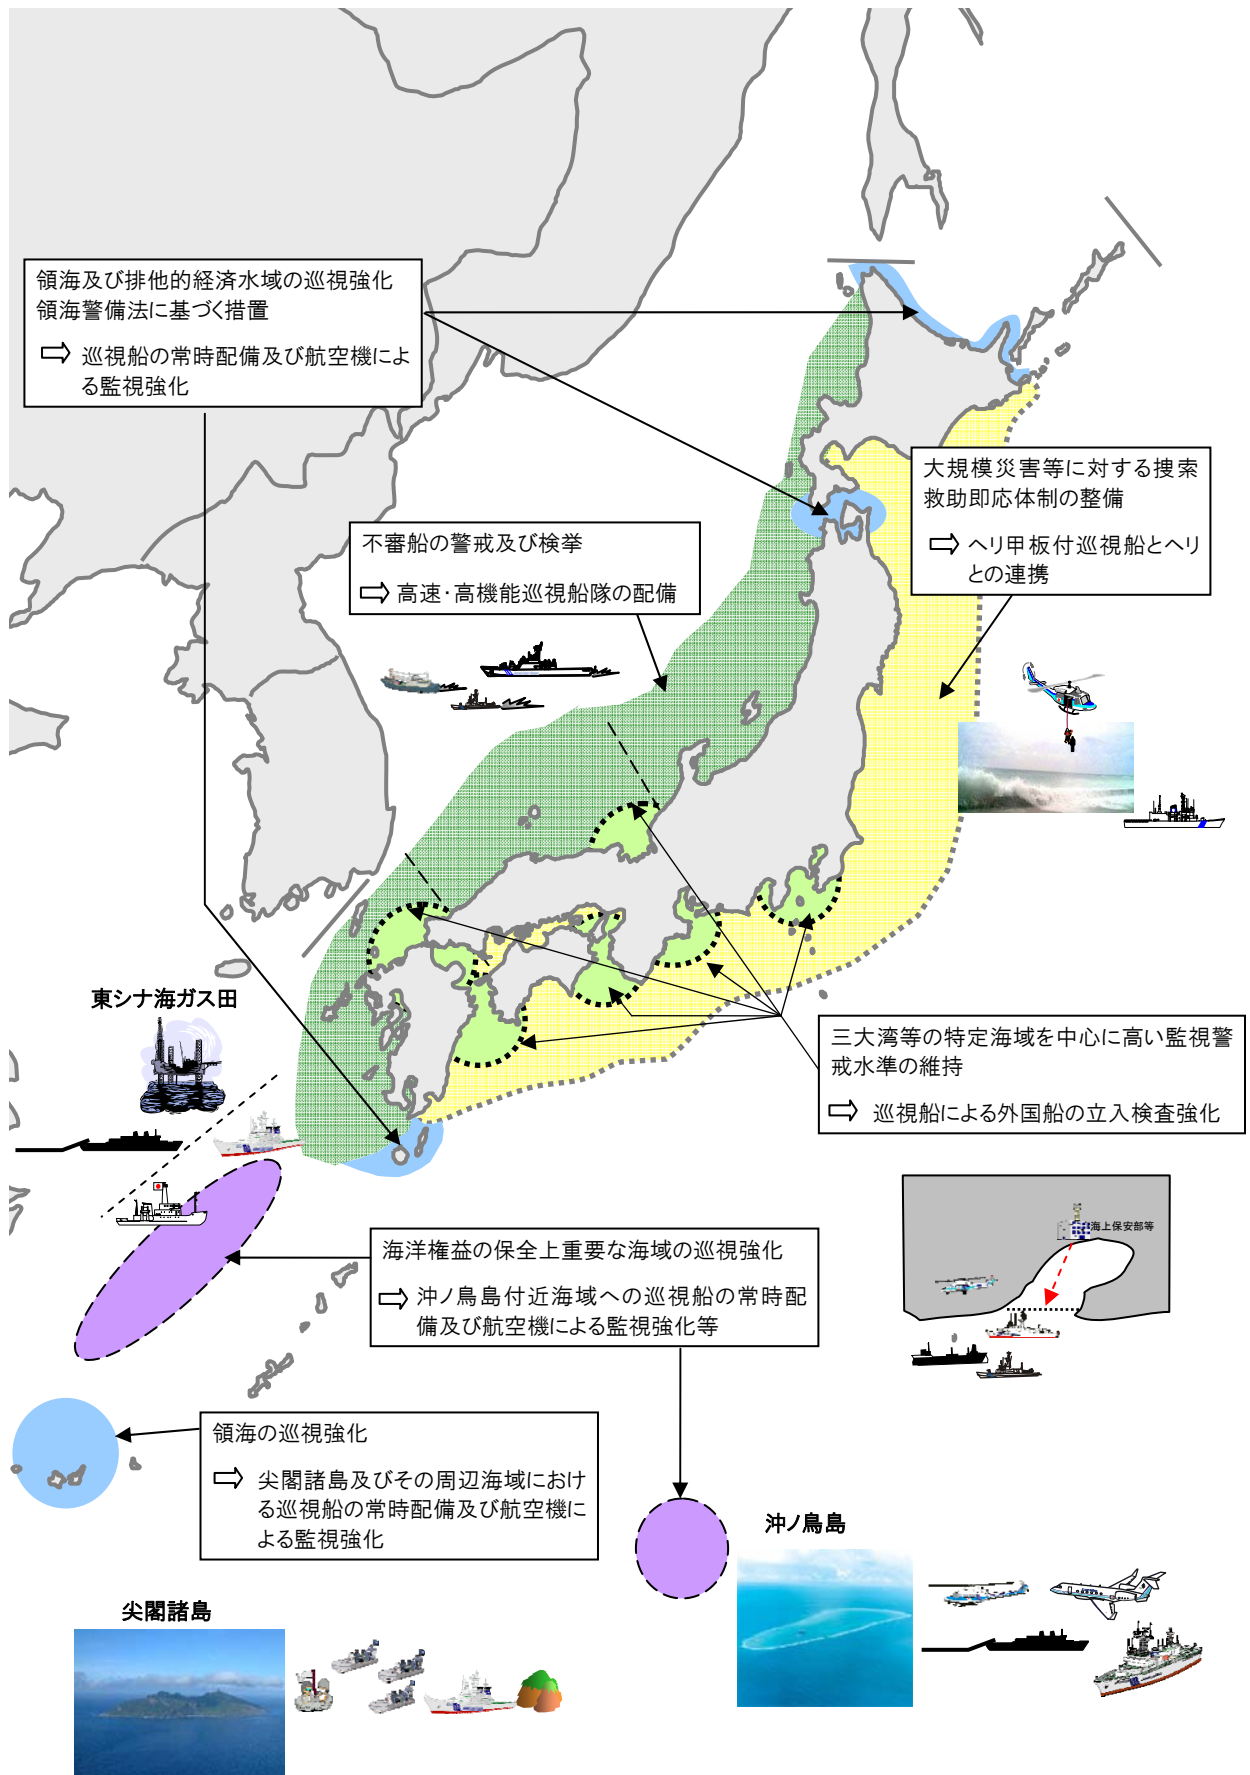 領海及び排他的経済水域の巡視強化
領海警備法に基づく措置
⇨ 巡視船の常時配備及び航空機によ
る監視強化
大規模災害等に対する捜索
救助即応体制の整備
⇨ ヘリ甲板付巡視船とヘリ
との連携
不審船の警戒及び検挙
⇨ 高速・高機能巡視船隊の配備
東シナ海ガス田
三大湾等の特定海域を中心に高い監視警
戒水準の維持
⇨ 巡視船による外国船の立入検査強化
海上保安部等
海洋権益の保全上重要な海域の巡視強化
⇨ 沖ノ鳥島付近海域への巡視船の常時配
備及び航空機による監視強化等
領海の巡視強化
⇨ 尖閣諸島及びその周辺海域におけ
る巡視船の常時配備及び航空機に
よる監視強化
沖ノ鳥島
尖閣諸島